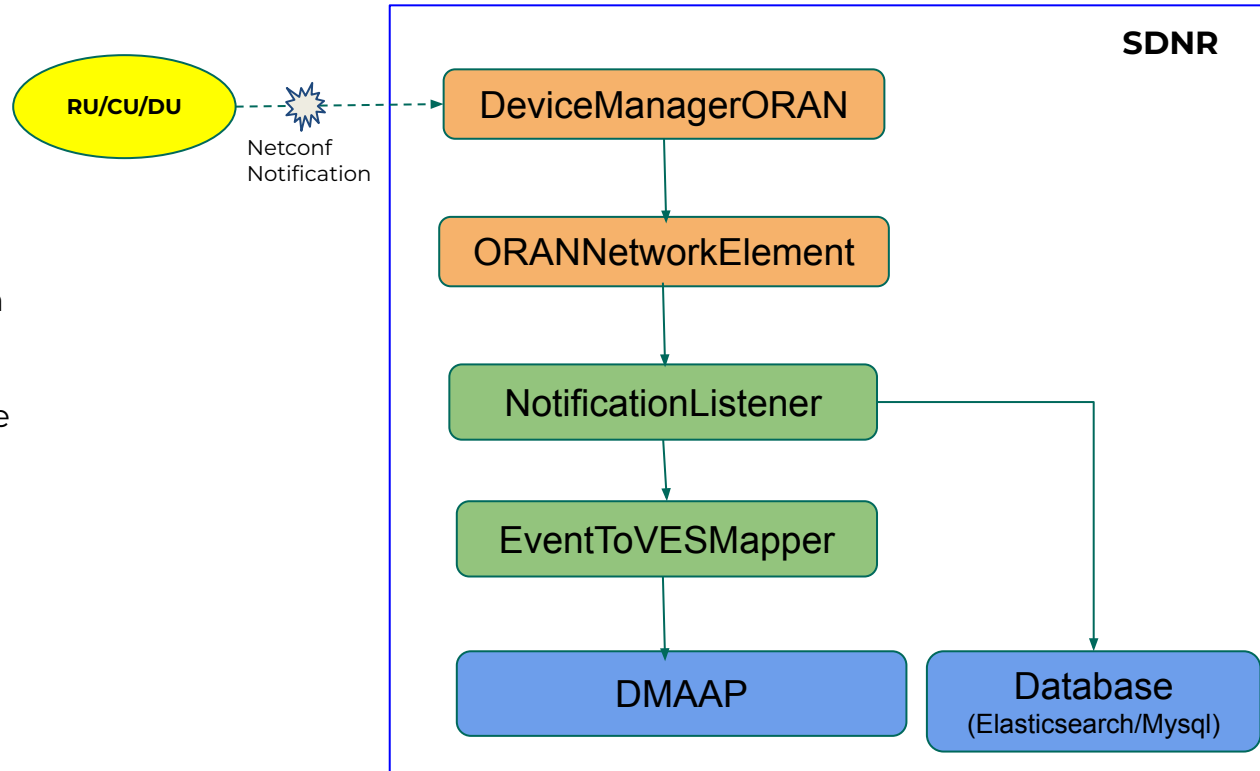 SDNR
RU/CU/DU
DeviceManagerORAN
Netconf
Notification
ORANNetworkElement
NotificationListener
e
EventToVESMapper
DMAAP
Database
(Elasticsearch/Mysql)